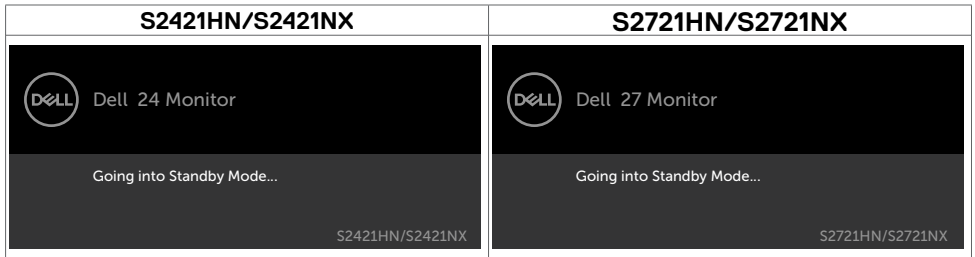 S2421HN/S2421NX
S2721HN/S2721NX
DELL Dell 24 Monitor
Going into Standby Mode...
S2421HN/S2421NX
DELL Dell 27 Monitor
Going into Standby Mode...
S2721HN/S2721NX